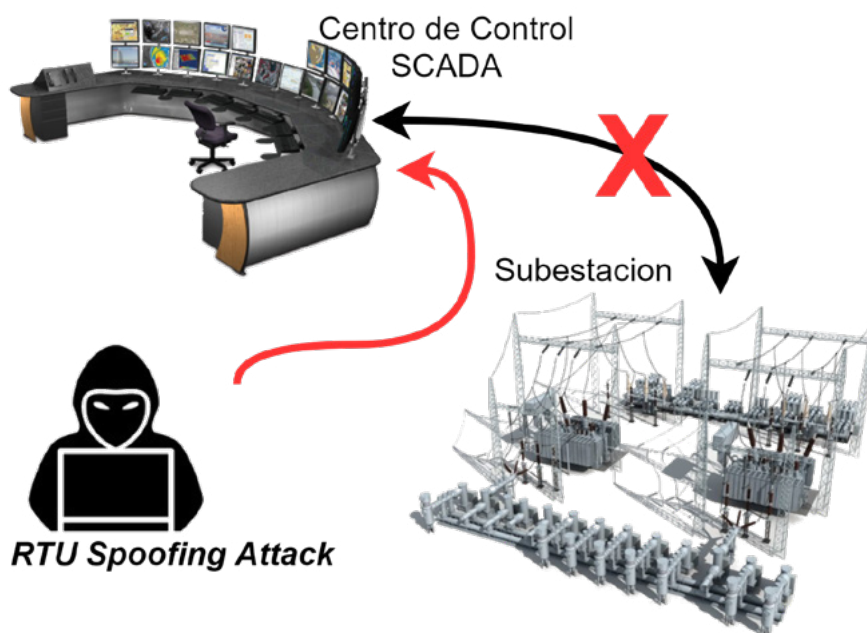 Centro de Control
SCADA
Subestacion
RTU Spoofing Attack